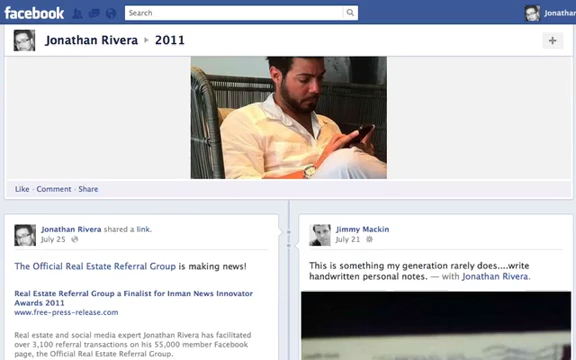 facebook
Search
Jonathan
Jonathan Rivera ▸ 2011
Like · Comment · Share
Jonathan Rivera shared a link.
July 25
The Official Real Estate Referral Group is making news!
Real Estate Referral Group a Finalist for Inman News Innovator
Awards 2011
www.free-press-release.com
Real estate and social media expert Jonathan Rivera has facilitated
over 3,100 referral transactions on his 55,000 member Facebook
page, the Official Real Estate Referral Group.
Jimmy Mackin
July 21
This is something my generation rarely does....write
handwritten personal notes. — with Jonathan Rivera.